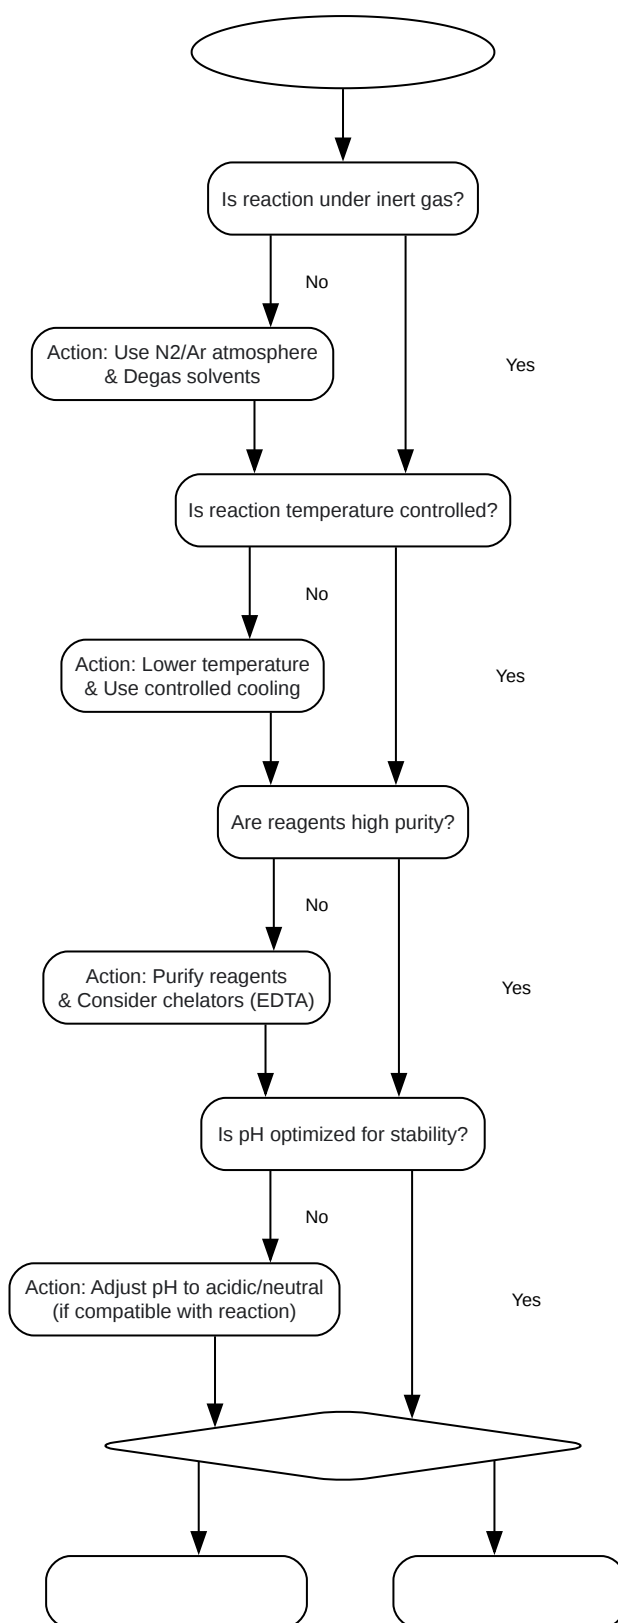 Is reaction under inert gas?
No
Action: Use N2/Ar atmosphere
& Degas solvents
Yes
Is reaction temperature controlled?
No
Action: Lower temperature
& Use controlled cooling
Yes
Are reagents high purity?
No
Action: Purify reagents
& Consider chelators (EDTA)
Yes
Is pH optimized for stability?
No
Action: Adjust pH to acidic/neutral
(if compatible with reaction)
Yes